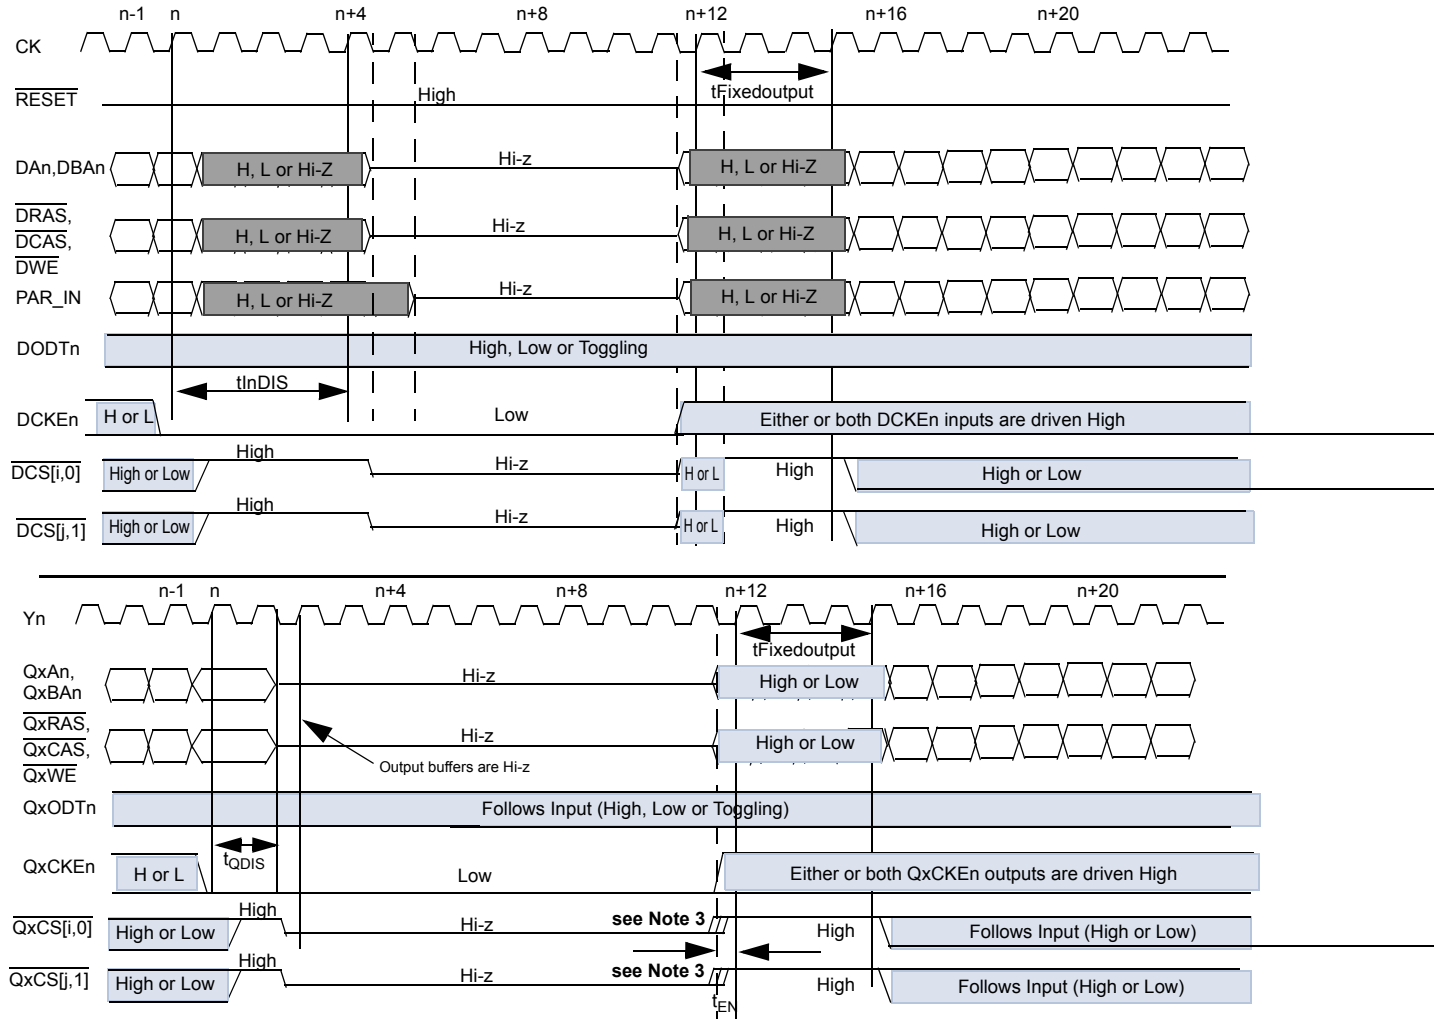 n-1 n n+4 n+8 n+12 n+16 n+20
CK
tFixedoutput
RESET High
DAn,DBAn H, L or Hi-Z Hi-z H, L or Hi-Z
DRAS,
DCAS, H, L or Hi-Z Hi-z H, L or Hi-Z
DWE
PAR_IN H, L or Hi-Z Hi-z H, L or Hi-Z
DODTn High, Low or Toggling
tInDIS
DCKEn H or L Low Either or both DCKEn inputs are driven High
DCS[i,0] High or Low High Hi-z H or L High High or Low
DCS[j,1] High or Low High Hi-z H or L High High or Low
n-1 n n+4 n+8 n+12 n+16 n+20
Yn
tFixedoutput
QxAn,
QxBAn Hi-z High or Low
QxRAS,
QxCAS, Hi-z High or Low
QxWE Output buffers are Hi-z
QxODTn Follows Input (High, Low or Toggling)
tQDIS
QxCKEn H or L Low Either or both QxCKEn outputs are driven High
QxCS[i,0] High or Low High Hi-z see Note 3 High Follows Input (High or Low)
QxCS[j,1] High or Low High Hi-z see Note 3 High Follows Input (High or Low)
tEN